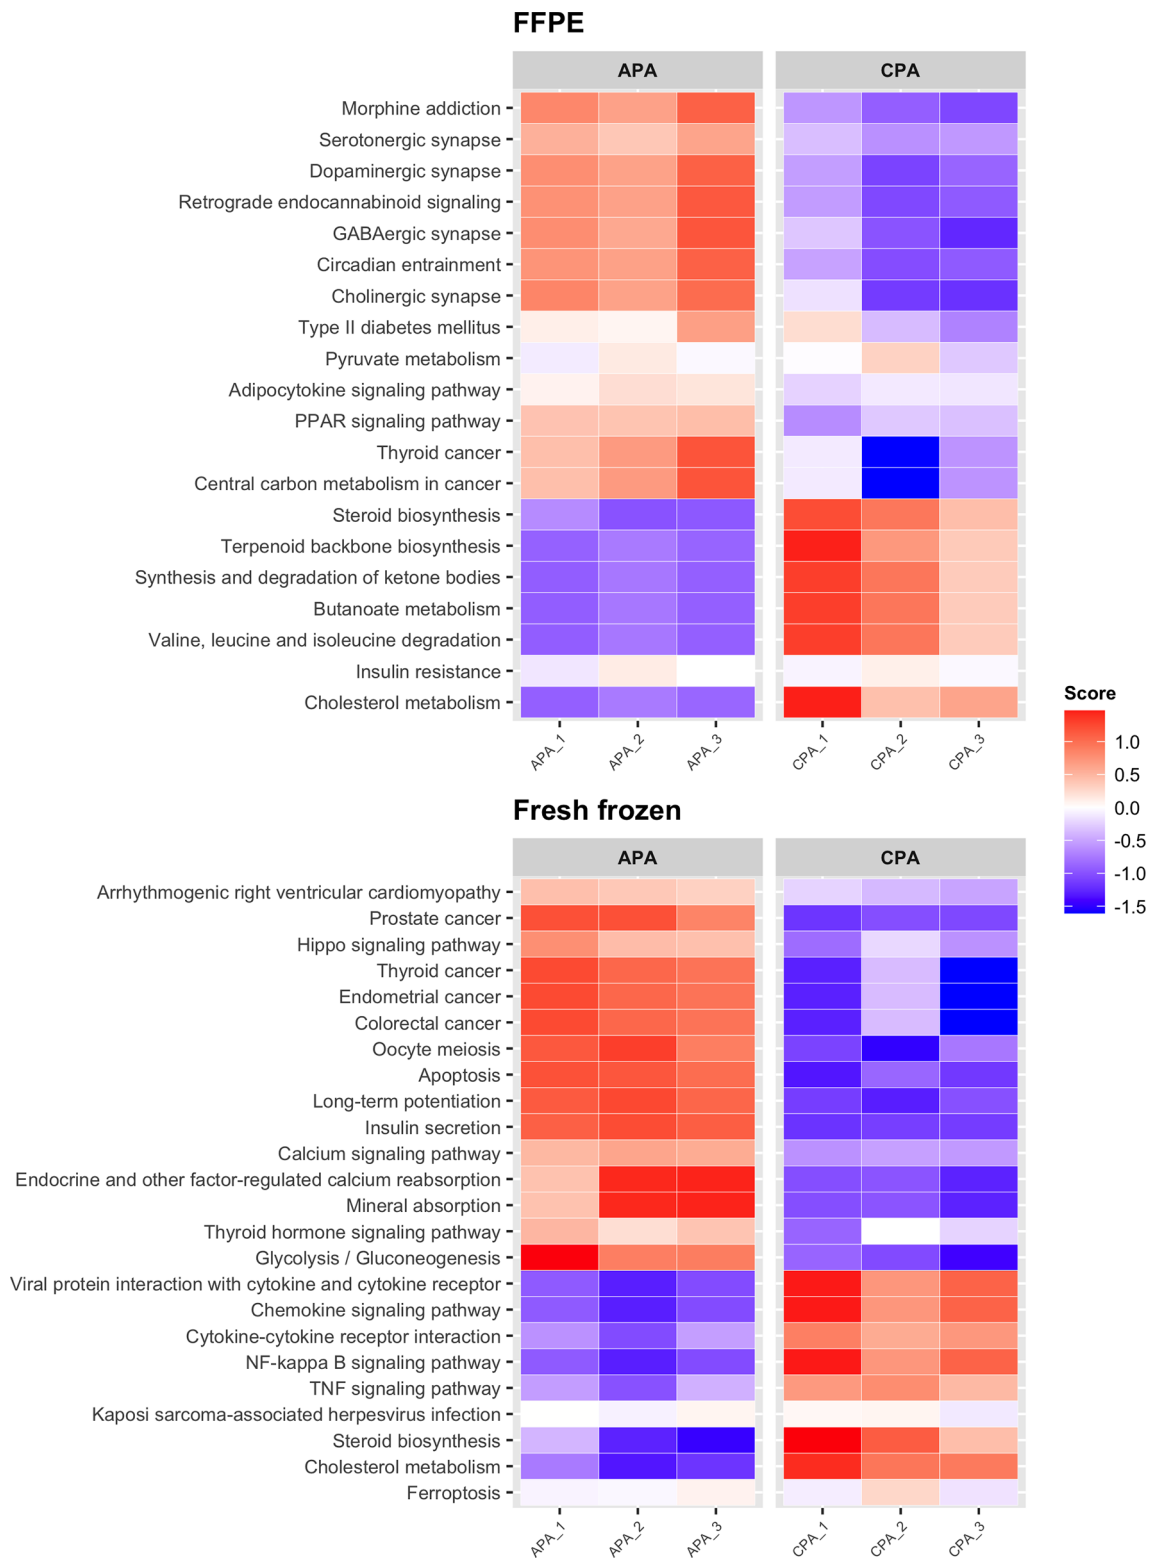 FFPE
APA CPA
Morphine addiction
Serotonergic synapse
Dopaminergic synapse
Retrograde endocannabinoid signaling
GABAergic synapse
Circadian entrainment
Cholinergic synapse
Type II diabetes mellitus
Pyruvate metabolism
Adipocytokine signaling pathway
PPAR signaling pathway
Thyroid cancer
Central carbon metabolism in cancer
Steroid biosynthesis
Terpenoid backbone biosynthesis
Synthesis and degradation of ketone bodies
Butanoate metabolism
Valine, leucine and isoleucine degradation
Insulin resistance
Cholesterol metabolism
APA_1 APA_2 APA_3 CPA_1 CPA_2 CPA_3
Score
1.0
0.5
0.0
-0.5
-1.0
-1.5
Fresh frozen
APA CPA
Arrhythmogenic right ventricular cardiomyopathy
Prostate cancer
Hippo signaling pathway
Thyroid cancer
Endometrial cancer
Colorectal cancer
Oocyte meiosis
Apoptosis
Long-term potentiation
Insulin secretion
Calcium signaling pathway
Endocrine and other factor-regulated calcium reabsorption
Mineral absorption
Thyroid hormone signaling pathway
Glycolysis / Gluconeogenesis
Viral protein interaction with cytokine and cytokine receptor
Chemokine signaling pathway
Cytokine-cytokine receptor interaction
NF-kappa B signaling pathway
TNF signaling pathway
Kaposi sarcoma-associated herpesvirus infection
Steroid biosynthesis
Cholesterol metabolism
Ferroptosis
APA_1 APA_2 APA_3 CPA_1 CPA_2 CPA_3